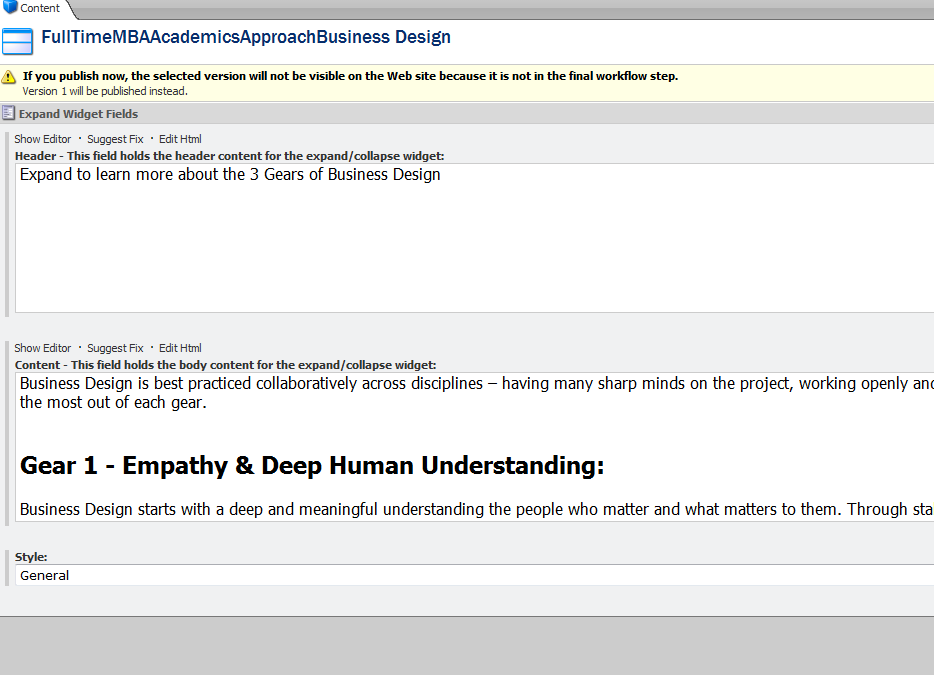 Content
FullTimeMBAAcademicsApproachBusiness Design
If you publish now, the selected version will not be visible on the Web site because it is not in the final workflow step.
Version 1 will be published instead.
Expand Widget Fields
Show Editor · Suggest Fix · Edit Html
Header - This field holds the header content for the expand/collapse widget:
Expand to learn more about the 3 Gears of Business Design
Show Editor · Suggest Fix · Edit Html
Content - This field holds the body content for the expand/collapse widget:
Business Design is best practiced collaboratively across disciplines – having many sharp minds on the project, working openly and
the most out of each gear.
Gear 1 - Empathy & Deep Human Understanding:
Business Design starts with a deep and meaningful understanding the people who matter and what matters to them. Through sta
Style:
General